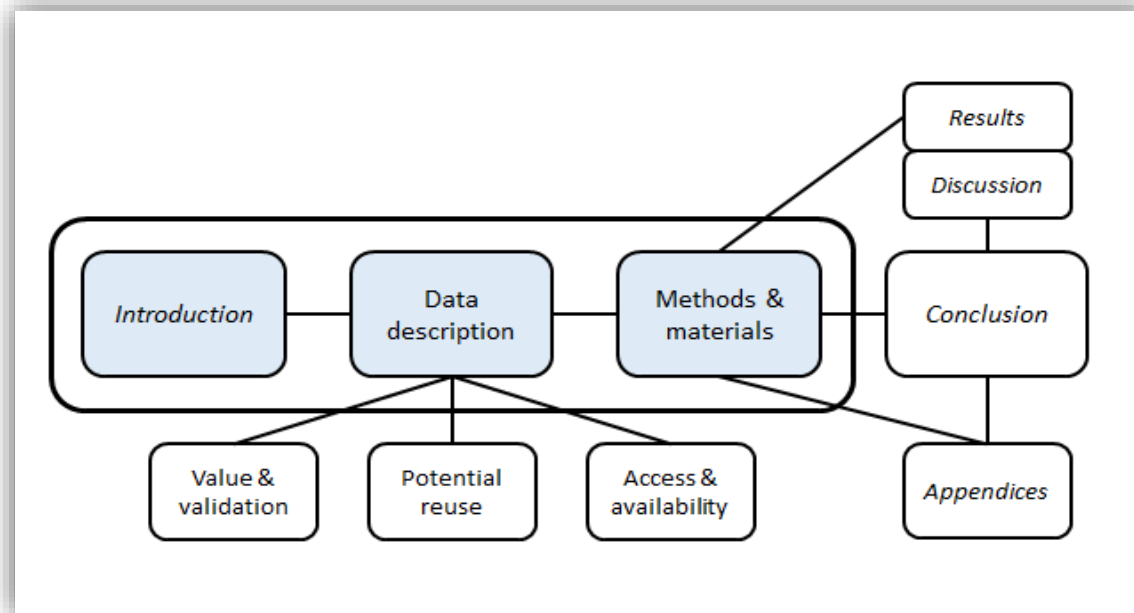 Results
Discussion
Introduction
Data
description
Methods &
materials
Conclusion
Value &
validation
Potential
reuse
Access &
availability
Appendices